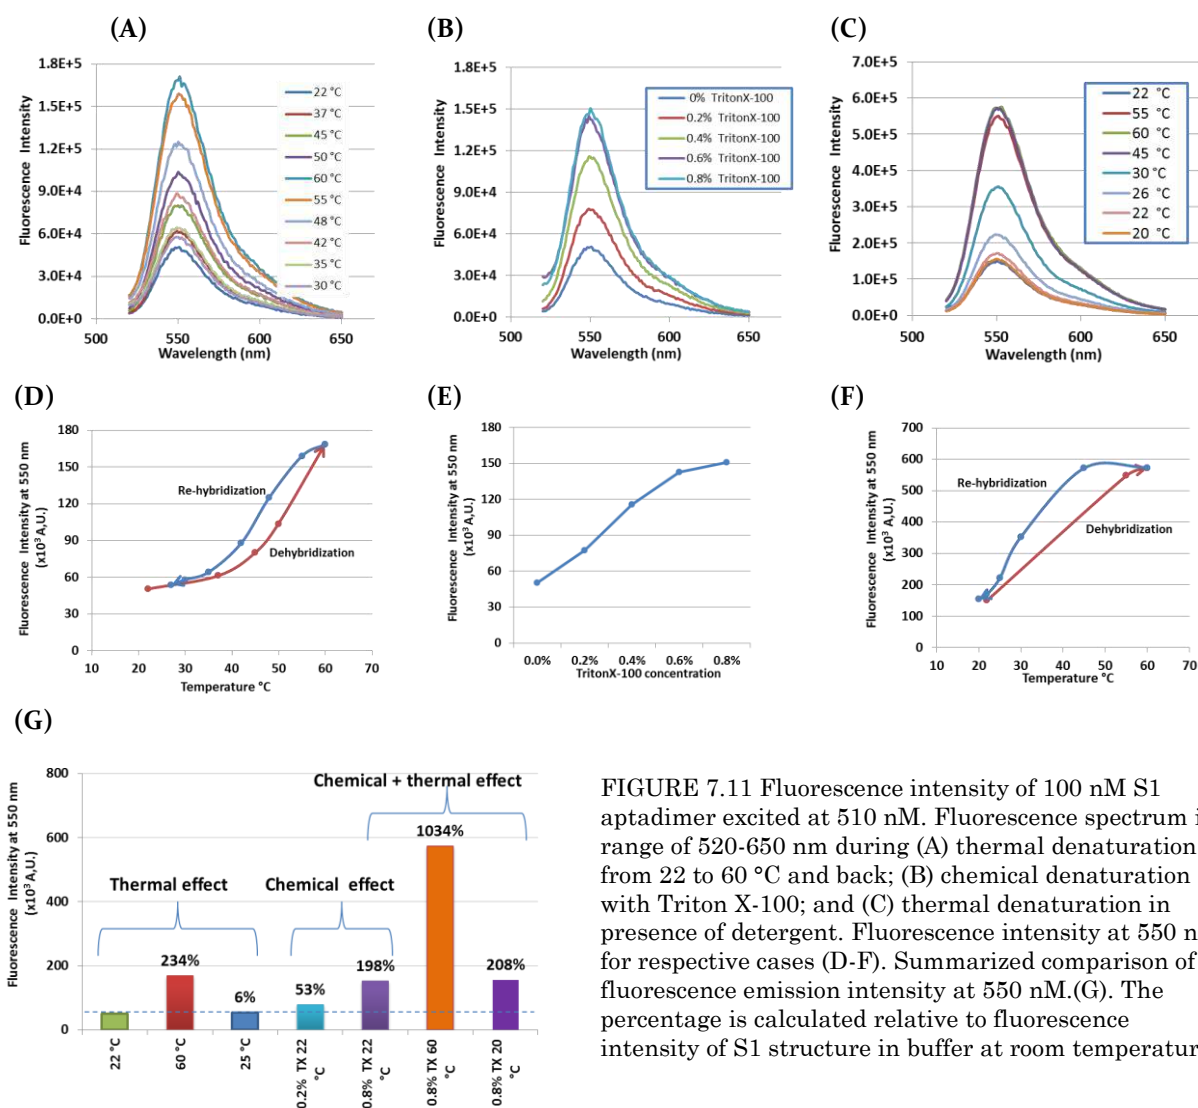 (A)
(B)
(C)
Fluorescence Intensity
1.8E+5
1.5E+5
1.2E+5
9.0E+4
6.0E+4
3.0E+4
0.0E+0
500
550
600
650
Wavelength (nm)
22 °C
37 °C
45 °C
50 °C
60 °C
55 °C
48 °C
42 °C
35 °C
30 °C
Fluorescence Intensity
1.8E+5
1.5E+5
1.2E+5
9.0E+4
6.0E+4
3.0E+4
0.0E+0
500
550
600
650
Wavelength (nm)
0% TritonX-100
0.2% TritonX-100
0.4% TritonX-100
0.6% TritonX-100
0.8% TritonX-100
Fluorescence Intensity
7.0E+5
6.0E+5
5.0E+5
4.0E+5
3.0E+5
2.0E+5
1.0E+5
0.0E+0
500
550
600
650
Wavelength (nm)
22 °C
55 °C
60 °C
45 °C
30 °C
26 °C
22 °C
20 °C
(D)
(E)
(F)
Fluorescence Intensity at 550 nm
(x10³ A,U.)
180
150
120
90
60
30
0
10
20
30
40
50
60
70
Temperature °C
Re-hybridization
Dehybridization
Fluorescence Intensity at 550 nm
(x10³ A.U.)
180
150
120
90
60
30
0
0.0%
0.2%
0.4%
0.6%
0.8%
TritonX-100 concentration
Fluorescence Intensity at 550 nm
(x10³ A,U.)
700
600
500
400
300
200
100
0
10
20
30
40
50
60
70
Temperature °C
Re-hybridization
Dehybridization
(G)
Fluorescence Intensity at 550 nm
(x10³ A,U.)
800
600
400
200
0
Chemical + thermal effect
1034%
Thermal effect
Chemical effect
234%
6%
53%
198%
208%
22 °C
60 °C
25 °C
0.2% TX 22
°C
0.8% TX 22
°C
0.8% TX 60
°C
0.8% TX 20
°C
FIGURE 7.11 Fluorescence intensity of 100 nM S1
aptadimer excited at 510 nM. Fluorescence spectrum i
range of 520-650 nm during (A) thermal denaturation
from 22 to 60 °C and back; (B) chemical denaturation
with Triton X-100; and (C) thermal denaturation in
presence of detergent. Fluorescence intensity at 550 n
for respective cases (D-F). Summarized comparison of
fluorescence emission intensity at 550 nM.(G). The
percentage is calculated relative to fluorescence
intensity of S1 structure in buffer at room temperatur